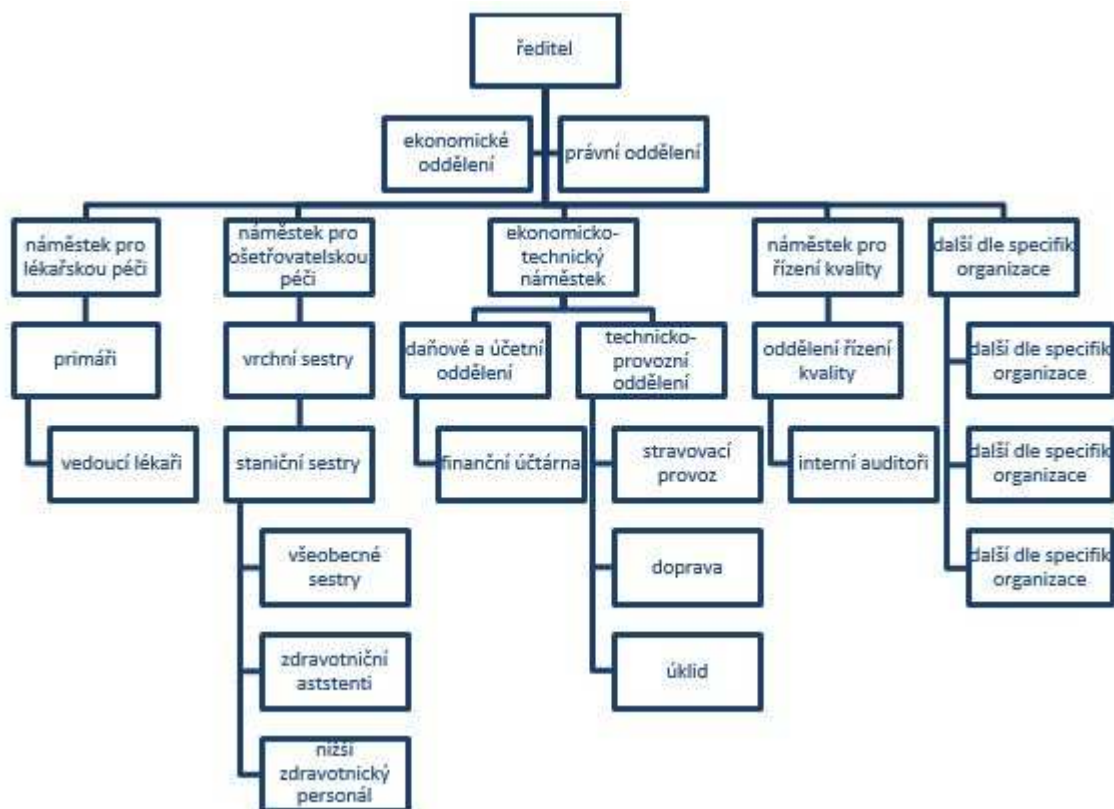 ředitel
ekonomické
oddělení
právní oddělení
náměstek pro
lékařskou péči
náměstek pro
ošetřovatelskou
péči
ekonomicko-
technický
náměstek
náměstek pro
řízení kvality
další dle specifik
organizace
primáři
vrchní sestry
daňové a účetní
oddělení
technicko-
provozní
oddělení
oddělení řízení
kvality
další dle specifik
organizace
vedoucí lékaři
staniční sestry
finanční účtárna
stravovací
provoz
interní auditoři
další dle specifik
organizace
všeobecné
sestry
doprava
další dle specifik
organizace
zdravotniční
aststenti
úklid
nižší
zdravotnický
personál